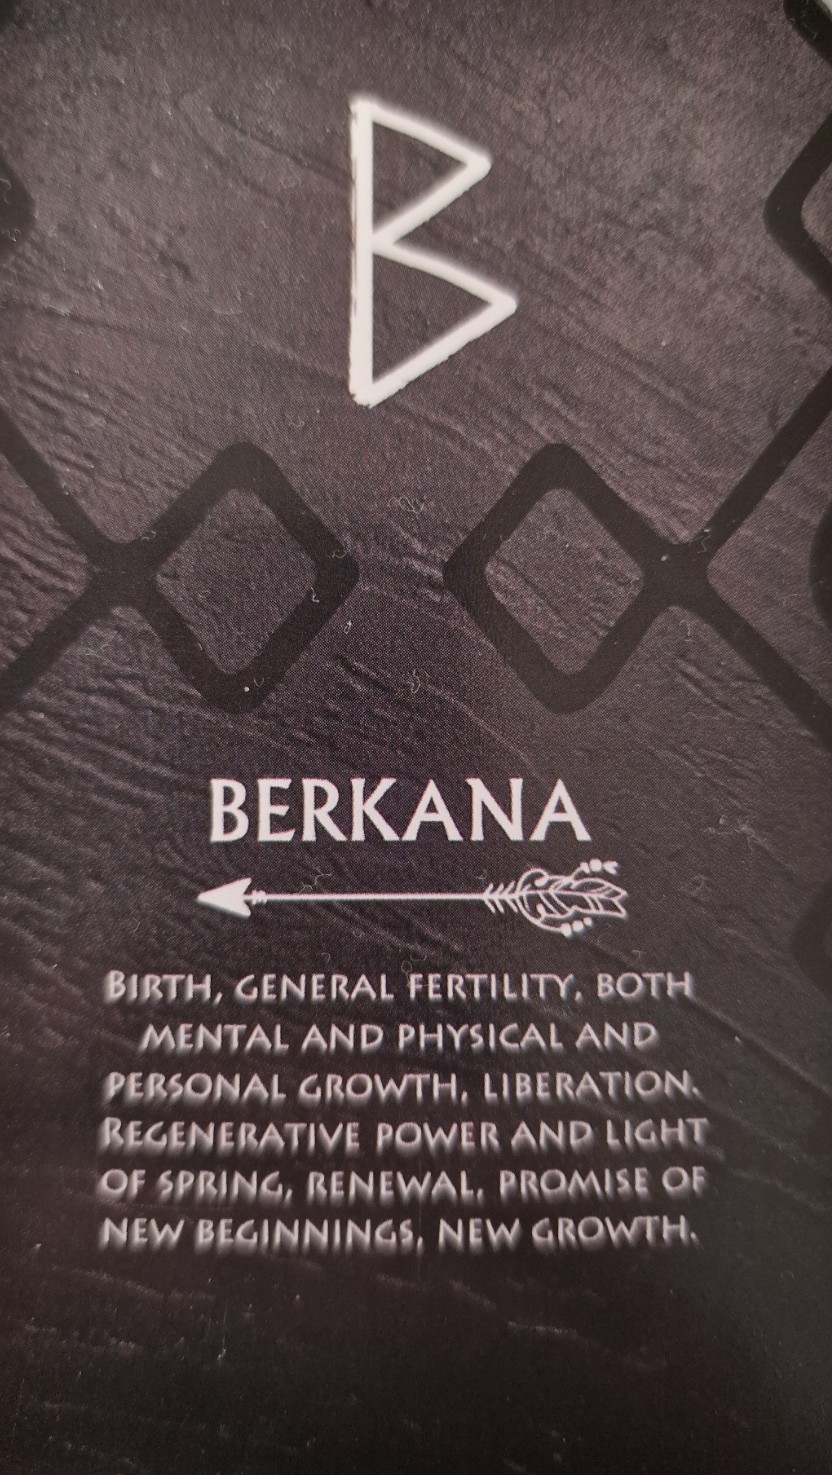 ᛒ
BERKANA
BIRTH, GENERAL FERTILITY, BOTH
MENTAL AND PHYSICAL AND
PERSONAL GROWTH, LIBERATION.
REGENERATIVE POWER AND LIGHT
OF SPRING, RENEWAL, PROMISE OF
NEW BEGINNINGS, NEW GROWTH.